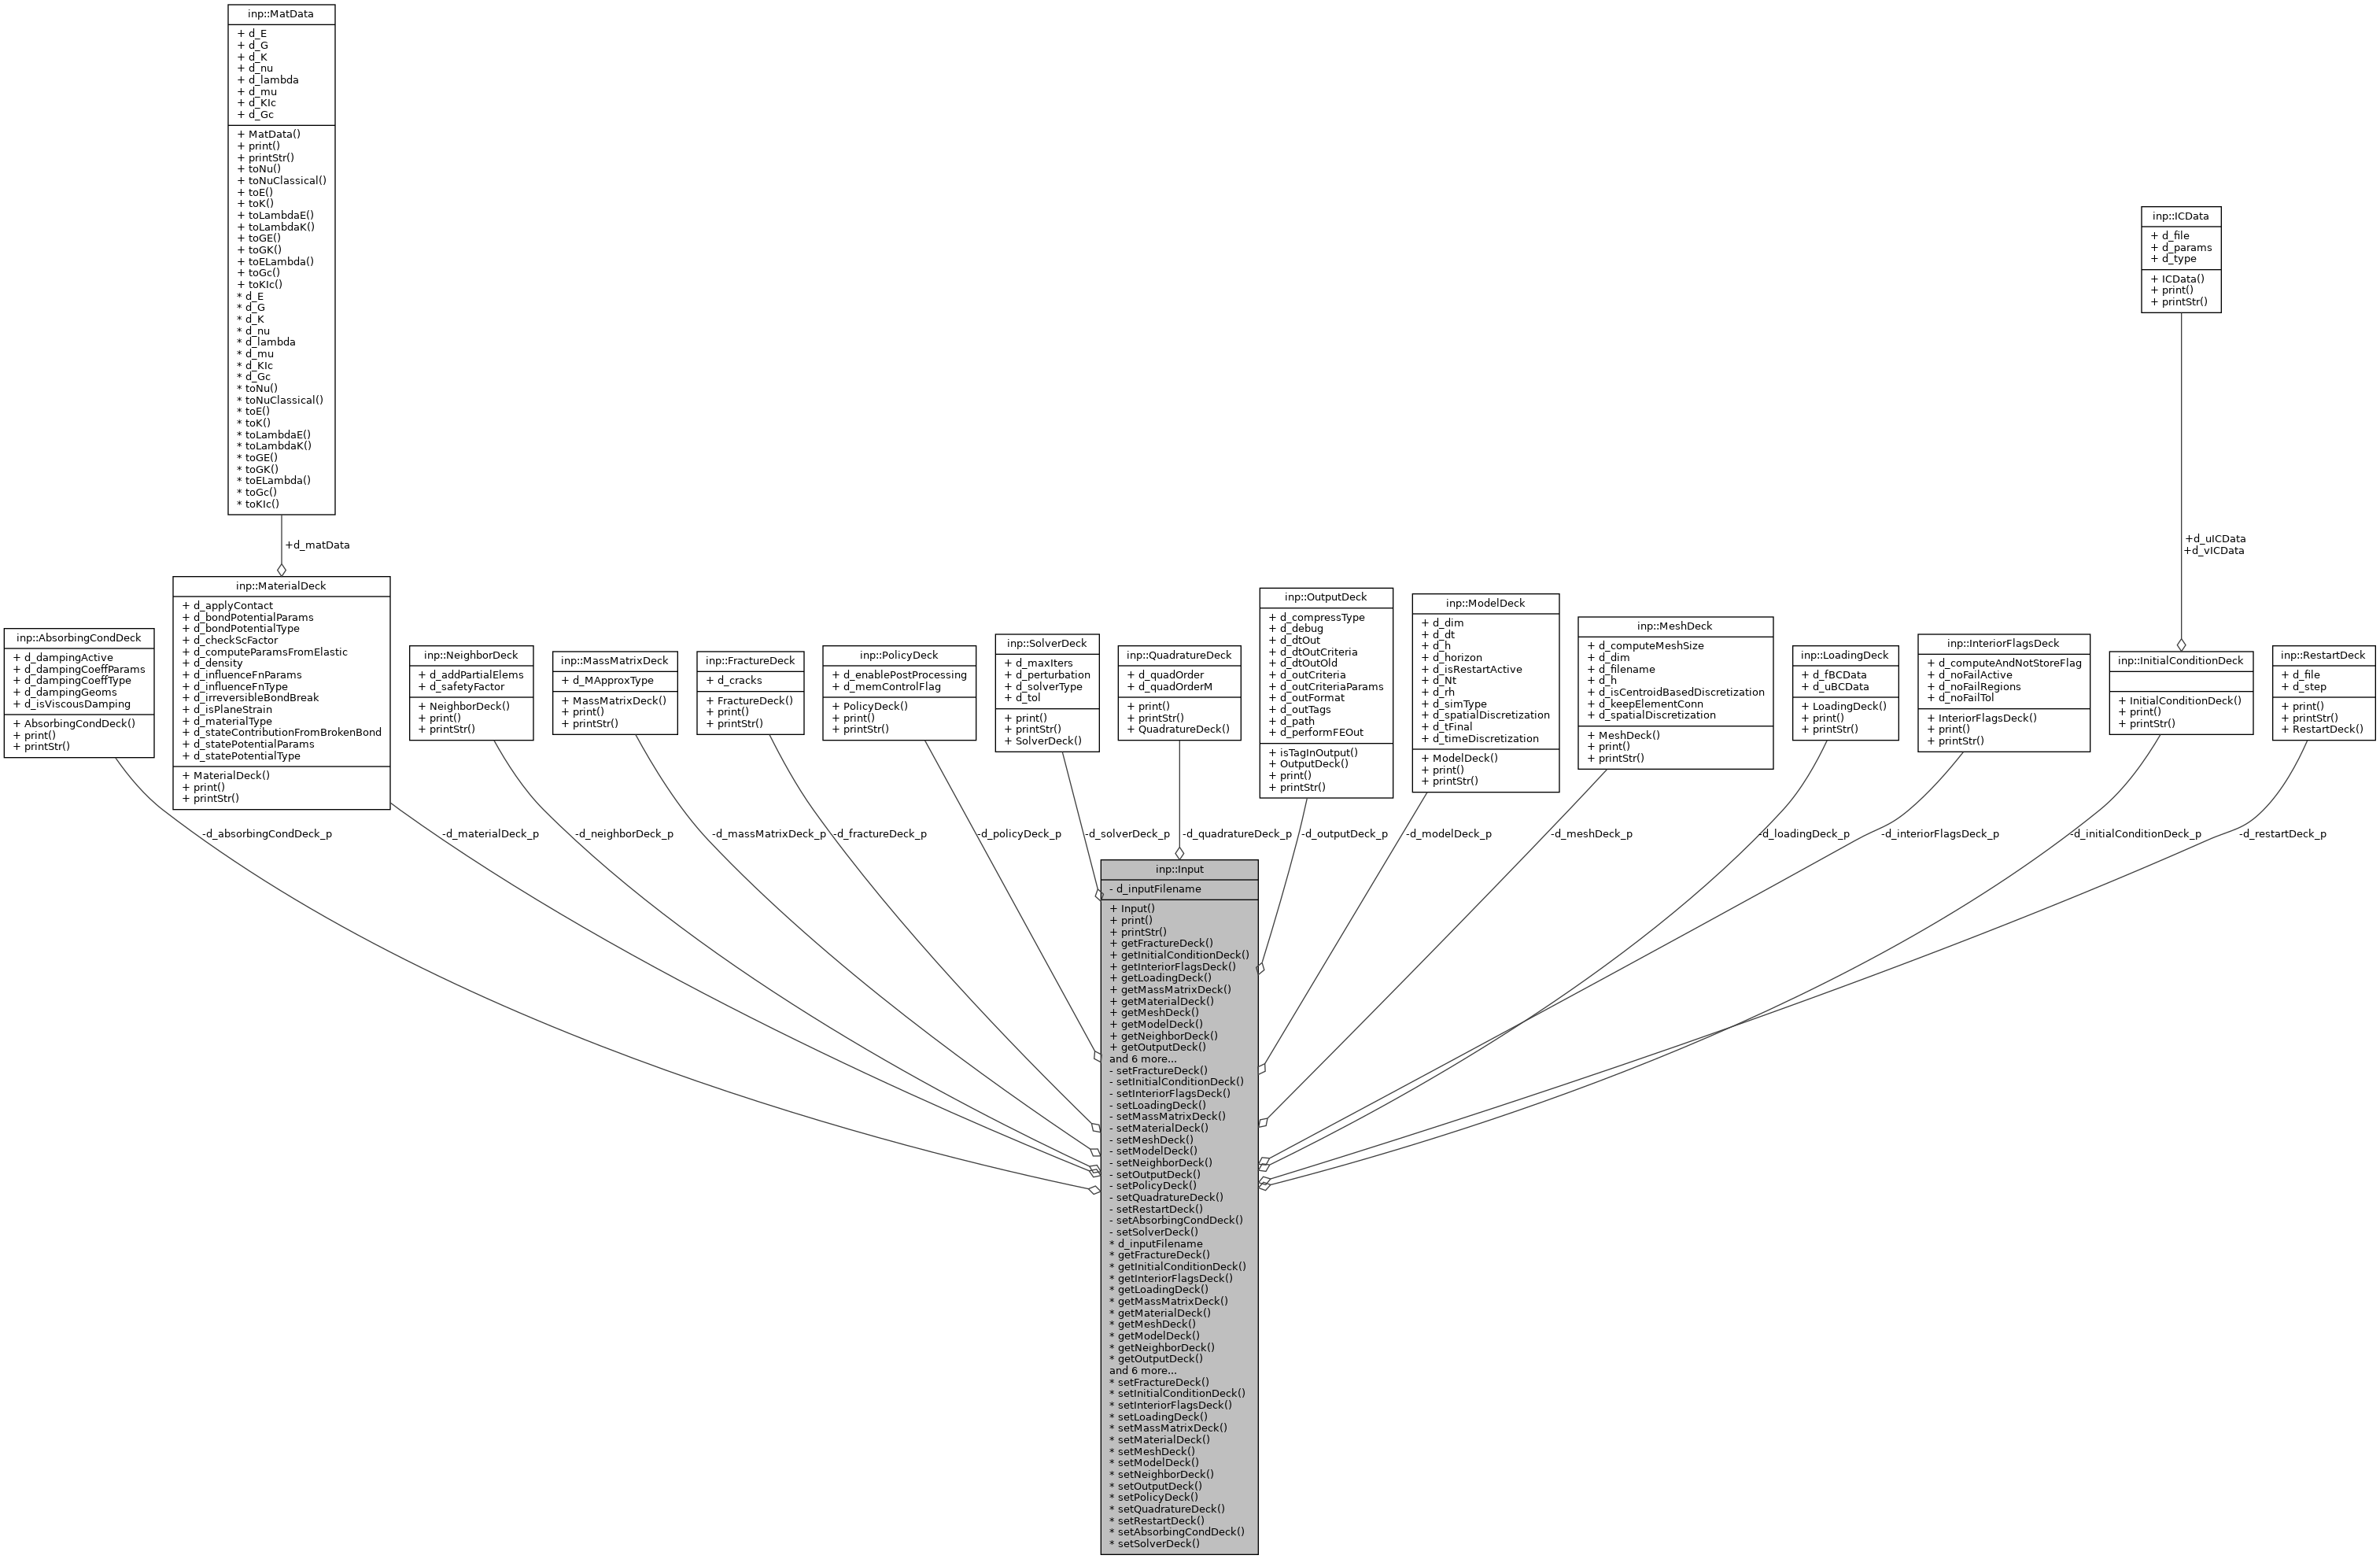 inp::MatData
+ d_E
+ d_G
+ d_K
+ d_nu
+ d_lambda
+ d_mu
+ d_KIc
+ d_Gc
+ MatData()
+ print()
+ printStr()
+ toNu()
+ toNuClassical()
+ toE()
+ toK()
+ toLambdaE()
+ toLambdaK()
+ toGE()
+ toGK()
+ toELambda()
+ toGc()
+ toKIc()
* d_E
* d_G
* d_K
* d_nu
* d_lambda
* d_mu
* d_KIc
* d_Gc
* toNu()
* toNuClassical()
* toE()
* toK()
* toLambdaE()
* toLambdaK()
* toGE()
* toGK()
* toELambda()
* toGc()
* toKIc()
inp::ICData
+ d_file
+ d_params
+ d_type
+ ICData()
+ print()
+ printStr()
+d_matData
+d_uICData
+d_vICData
inp::AbsorbingCondDeck
+ d_dampingActive
+ d_dampingCoeffParams
+ d_dampingCoeffType
+ d_dampingGeoms
+ d_isViscousDamping
+ AbsorbingCondDeck()
+ print()
+ printStr()
inp::MaterialDeck
+ d_applyContact
+ d_bondPotentialParams
+ d_bondPotentialType
+ d_checkScFactor
+ d_computeParamsFromElastic
+ d_density
+ d_influenceFnParams
+ d_influenceFnType
+ d_irreversibleBondBreak
+ d_isPlaneStrain
+ d_materialType
+ d_stateContributionFromBrokenBond
+ d_statePotentialParams
+ d_statePotentialType
+ MaterialDeck()
+ print()
+ printStr()
inp::NeighborDeck
+ d_addPartialElems
+ d_safetyFactor
+ NeighborDeck()
+ print()
+ printStr()
inp::MassMatrixDeck
+ d_MApproxType
+ MassMatrixDeck()
+ print()
+ printStr()
inp::FractureDeck
+ d_cracks
+ FractureDeck()
+ print()
+ printStr()
inp::PolicyDeck
+ d_enablePostProcessing
+ d_memControlFlag
+ PolicyDeck()
+ print()
+ printStr()
inp::SolverDeck
+ d_maxIters
+ d_perturbation
+ d_solverType
+ d_tol
+ print()
+ printStr()
+ SolverDeck()
inp::QuadratureDeck
+ d_quadOrder
+ d_quadOrderM
+ print()
+ printStr()
+ QuadratureDeck()
inp::OutputDeck
+ d_compressType
+ d_debug
+ d_dtOut
+ d_dtOutCriteria
+ d_dtOutOld
+ d_outCriteria
+ d_outCriteriaParams
+ d_outFormat
+ d_outTags
+ d_path
+ d_performFEOut
+ isTagInOutput()
+ OutputDeck()
+ print()
+ printStr()
inp::ModelDeck
+ d_dim
+ d_dt
+ d_h
+ d_horizon
+ d_isRestartActive
+ d_Nt
+ d_rh
+ d_simType
+ d_spatialDiscretization
+ d_tFinal
+ d_timeDiscretization
+ ModelDeck()
+ print()
+ printStr()
inp::MeshDeck
+ d_computeMeshSize
+ d_dim
+ d_filename
+ d_h
+ d_isCentroidBasedDiscretization
+ d_keepElementConn
+ d_spatialDiscretization
+ MeshDeck()
+ print()
+ printStr()
inp::LoadingDeck
+ d_fBCData
+ d_uBCData
+ LoadingDeck()
+ print()
+ printStr()
inp::InteriorFlagsDeck
+ d_computeAndNotStoreFlag
+ d_noFailActive
+ d_noFailRegions
+ d_noFailTol
+ InteriorFlagsDeck()
+ print()
+ printStr()
inp::InitialConditionDeck
+ InitialConditionDeck()
+ print()
+ printStr()
inp::RestartDeck
+ d_file
+ d_step
+ print()
+ printStr()
+ RestartDeck()
-d_absorbingCondDeck_p
-d_materialDeck_p
-d_neighborDeck_p
-d_massMatrixDeck_p
-d_fractureDeck_p
-d_policyDeck_p
-d_solverDeck_p
-d_quadratureDeck_p
-d_outputDeck_p
-d_modelDeck_p
-d_meshDeck_p
-d_loadingDeck_p
-d_interiorFlagsDeck_p
-d_initialConditionDeck_p
-d_restartDeck_p
inp::Input
- d_inputFilename
+ Input()
+ print()
+ printStr()
+ getFractureDeck()
+ getInitialConditionDeck()
+ getInteriorFlagsDeck()
+ getLoadingDeck()
+ getMassMatrixDeck()
+ getMaterialDeck()
+ getMeshDeck()
+ getModelDeck()
+ getNeighborDeck()
+ getOutputDeck()
and 6 more...
- setFractureDeck()
- setInitialConditionDeck()
- setInteriorFlagsDeck()
- setLoadingDeck()
- setMassMatrixDeck()
- setMaterialDeck()
- setMeshDeck()
- setModelDeck()
- setNeighborDeck()
- setOutputDeck()
- setPolicyDeck()
- setQuadratureDeck()
- setRestartDeck()
- setAbsorbingCondDeck()
- setSolverDeck()
* d_inputFilename
* getFractureDeck()
* getInitialConditionDeck()
* getInteriorFlagsDeck()
* getLoadingDeck()
* getMassMatrixDeck()
* getMaterialDeck()
* getMeshDeck()
* getModelDeck()
* getNeighborDeck()
* getOutputDeck()
and 6 more...
* setFractureDeck()
* setInitialConditionDeck()
* setInteriorFlagsDeck()
* setLoadingDeck()
* setMassMatrixDeck()
* setMaterialDeck()
* setMeshDeck()
* setModelDeck()
* setNeighborDeck()
* setOutputDeck()
* setPolicyDeck()
* setQuadratureDeck()
* setRestartDeck()
* setAbsorbingCondDeck()
* setSolverDeck()